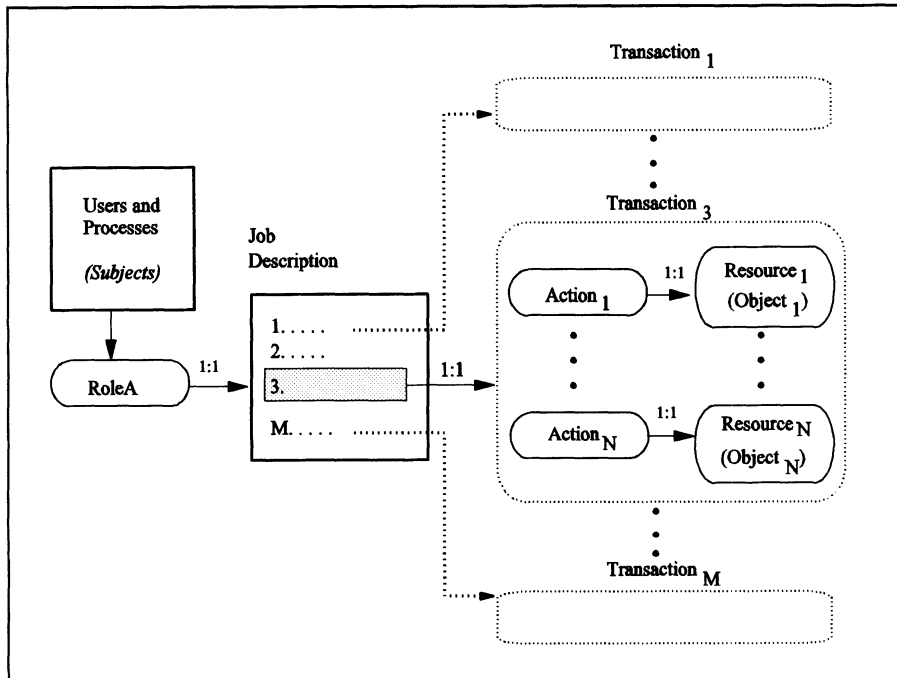 Transaction 1
Users and
Processes
(Subjects)
RoleA
1:1
Job
Description
1. . . . .
2. . . . .
3.
M. . . . .
1:1
Transaction 3
Action 1
1:1
Resource 1
(Object 1)
Action N
1:1
Resource N
(Object N)
Transaction M